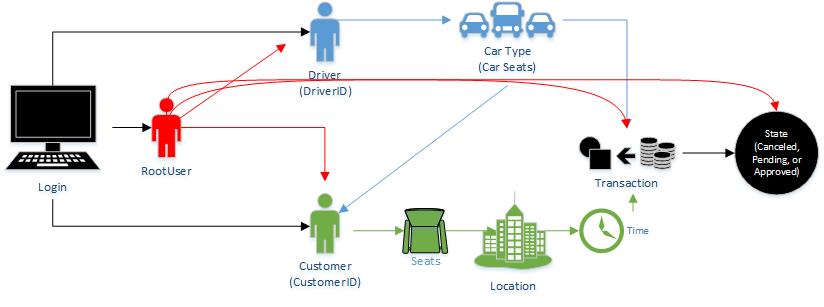 Driver
(DriverID)
Car Type
(Car Seats)
Login
RootUser
Transaction
State
(Canceled,
Pending, or
Approved)
Customer
(CustomerID)
Seats
Location
Time